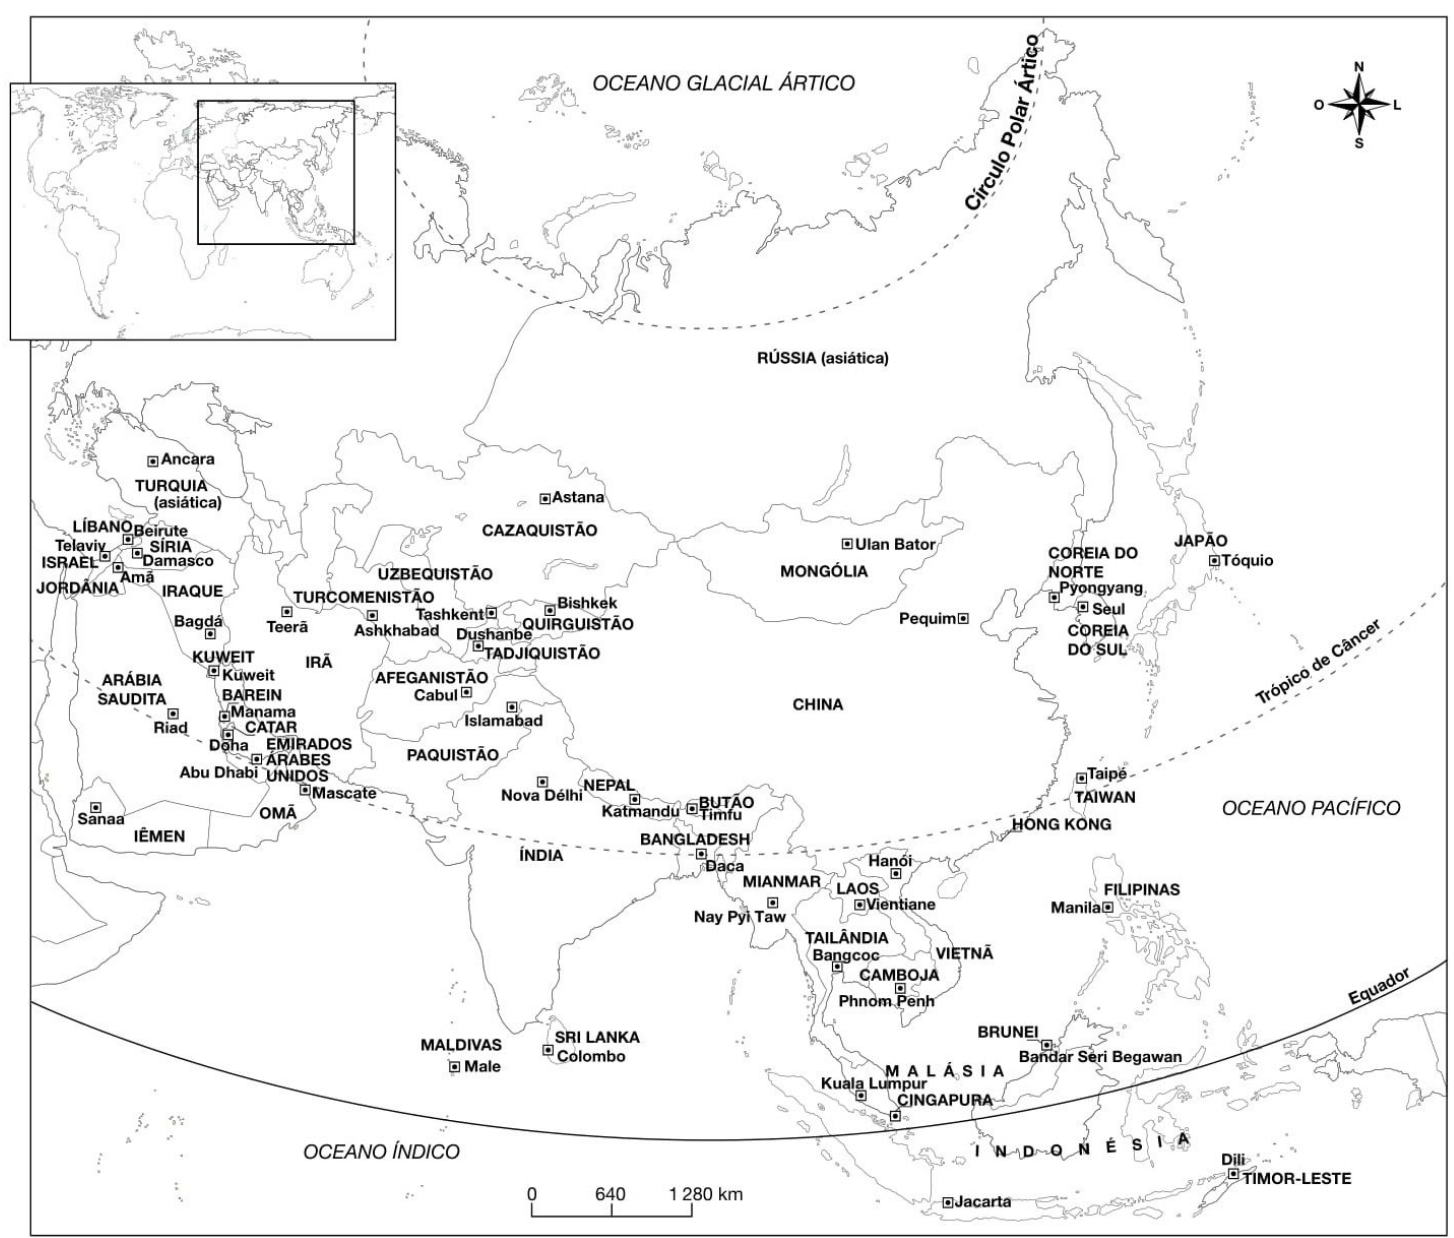 OCEANO GLACIAL ÁRTICO
Círculo Polar Ártico
N
O
L
S
RÚSSIA (asiática)
Ancara
TURQUIA
(asiática)
Astana
CAZAQUISTÃO
LÍBANO
Beirute
Telaviv
SÍRIA
ISRAEL
Damasco
Amã
JORDÂNIA
IRAQUE
Ulan Bator
MONGÓLIA
COREIA DO
NORTE
Pyongyang
JAPÃO
Tóquio
UZBEQUISTÃO
TURCOMENISTÃO
Teerã
Ashkhabad
Tashkent
Bishkek
QUIRGUISTÃO
Dushanbe
TADJIQUISTÃO
Pequim
Seul
COREIA
DO SUL
Bagdá
KUWEIT
Kuweit
IRÃ
ARÁBIA
SAUDITA
Riad
BAREIN
Manama
CATAR
Doha
EMIRADOS
ÁRABES
UNIDOS
Abu Dhabi
Mascate
AFEGANISTÃO
Cabul
Islamabad
PAQUISTÃO
CHINA
Trópico de Câncer
Sanaa
IÊMEN
OMÃ
Nova Délhi
NEPAL
Katmandu
BUTÃO
Timfu
Taipé
TAIWAN
OCEANO PACÍFICO
HONG KONG
BANGLADESH
Daca
ÍNDIA
MIANMAR
Nay Pyi Taw
Hanói
LAOS
Vientiane
FILIPINAS
Manila
TAILÂNDIA
Bangcoc
VIETNÃ
CAMBOJA
Phnom Penh
Equador
MALDIVAS
Male
SRI LANKA
Colombo
BRUNEI
Bandar Seri Begawan
MALÁSIA
Kuala Lumpur
CINGAPURA
OCEANO ÍNDICO
INDONÉSIA
Dili
TIMOR-LESTE
Jacarta
0 640 1 280 km